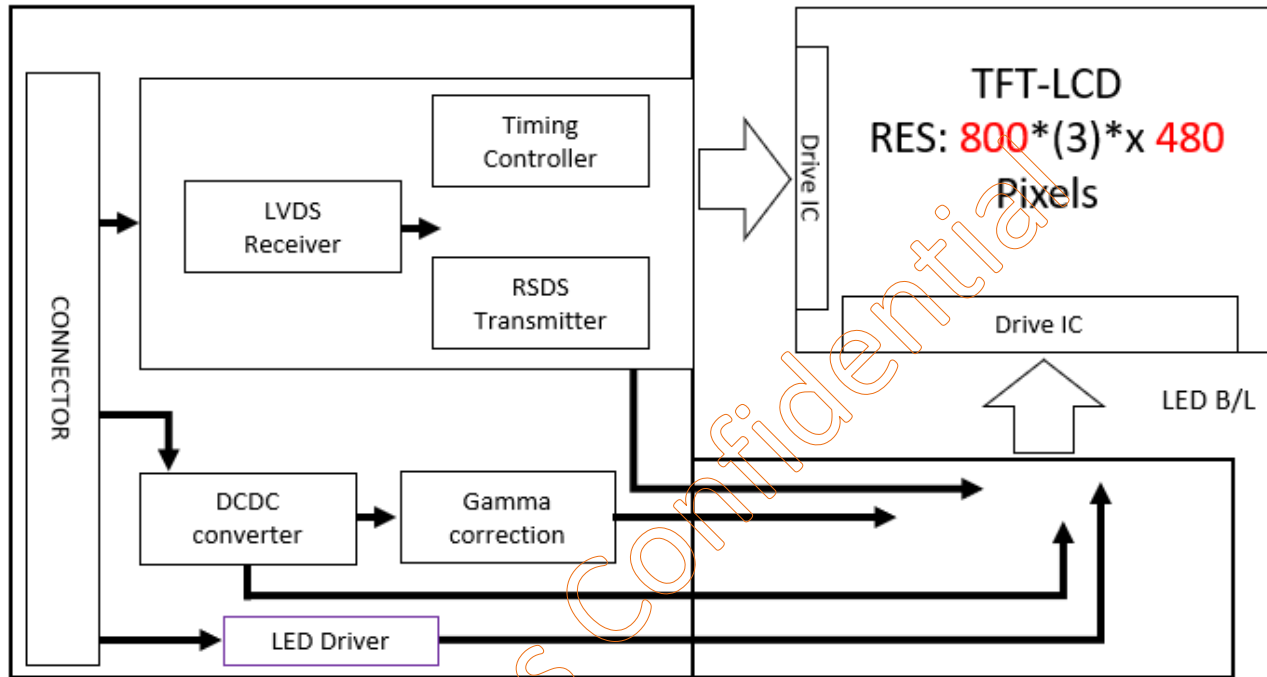 CONNECTOR
LVDS
Receiver
Timing
Controller
RSDS
Transmitter
DCDC
converter
Gamma
correction
LED Driver
Drive IC
TFT-LCD
RES: 800*(3)*x 480
Pixels
Drive IC
LED B/L
s Confidential